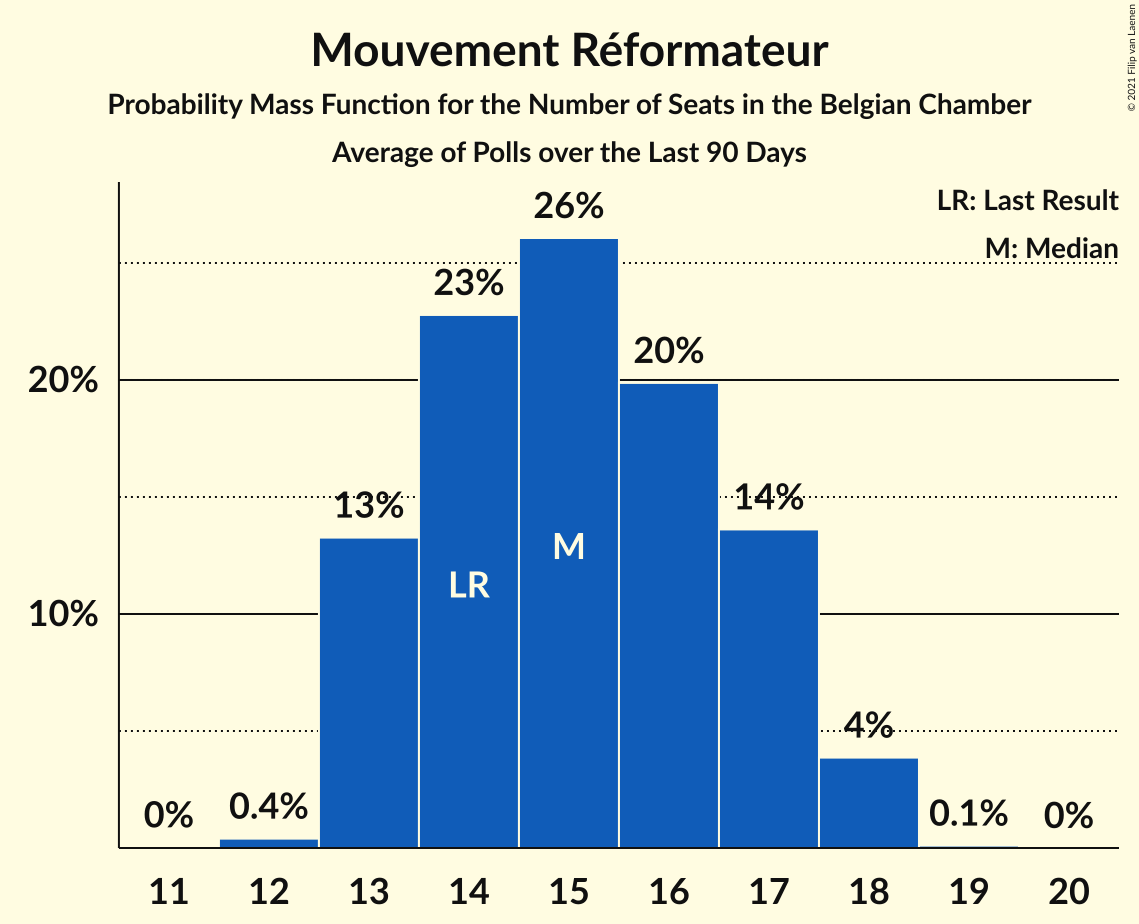 Mouvement Réformateur
Probability Mass Function for the Number of Seats in the Belgian Chamber
Average of Polls over the Last 90 Days
© 2021 Filip van Laenen
LR: Last Result
M: Median
26%
23%
20%
20%
13%
14%
M
LR
10%
4%
0%
0.4%
0.1%
0%
11 12 13 14 15 16 17 18 19 20